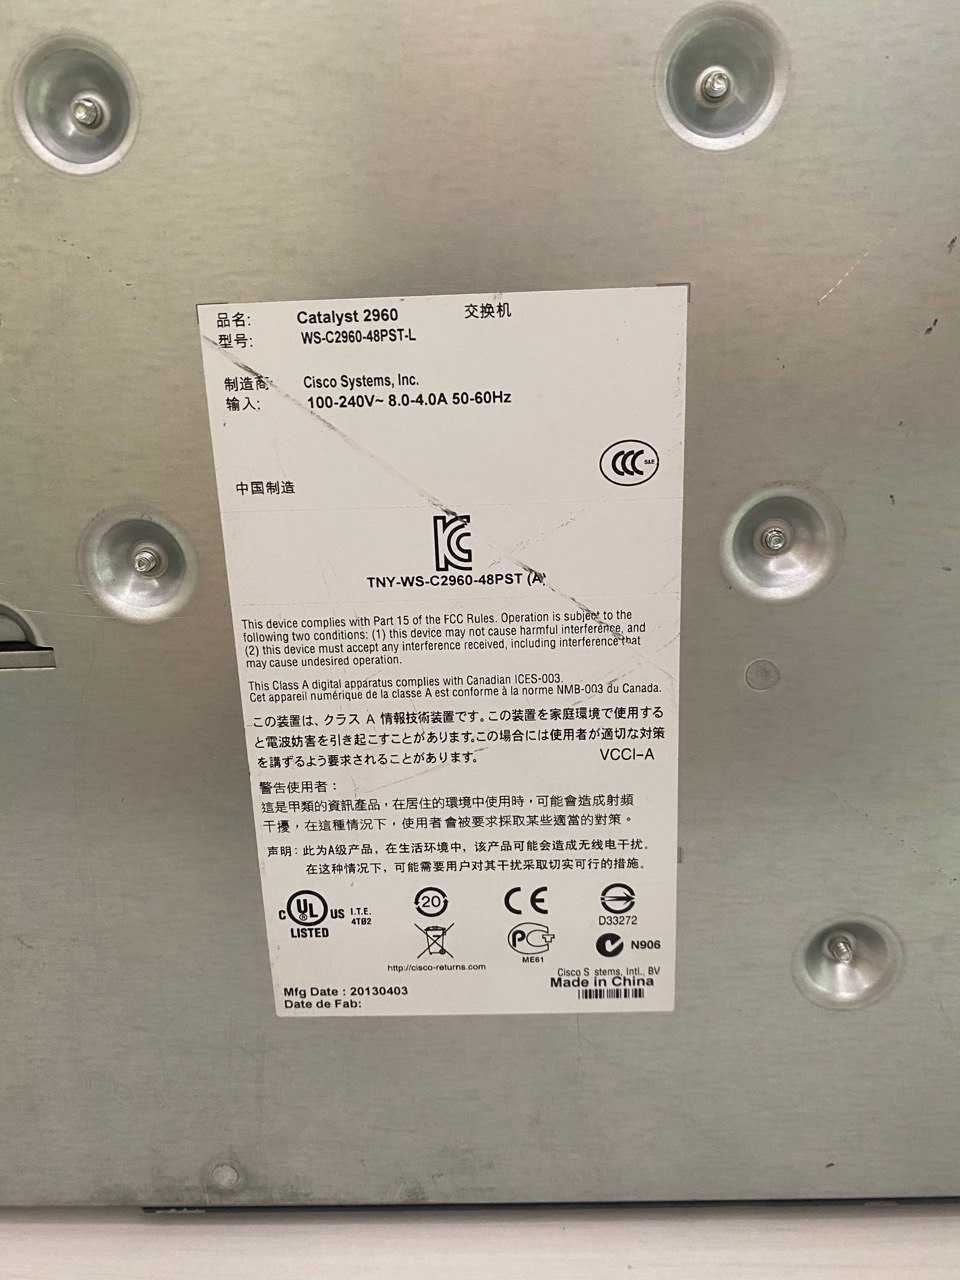 品名: Catalyst 2960 交换机
型号: WS-C2960-48PST-L
制造商: Cisco Systems, Inc.
输入: 100-240V~ 8.0-4.0A 50-60Hz
CCC S&E
中国制造
KC
TNY-WS-C2960-48PST (A)
This device complies with Part 15 of the FCC Rules. Operation is subject to the
following two conditions: (1) this device may not cause harmful interference, and
(2) this device must accept any interference received, including interference that
may cause undesired operation.
This Class A digital apparatus complies with Canadian ICES-003.
Cet appareil numérique de la classe A est conforme à la norme NMB-003 du Canada.
この装置は、クラス A 情報技術装置です。この装置を家庭環境で使用する
と電波妨害を引き起こすことがあります。この場合には使用者が適切な対策
を講ずるよう要求されることがあります。 VCCI-A
警告使用者：
這是甲類的資訊產品，在居住的環境中使用時，可能會造成射頻
干擾，在這種情況下，使用者會被要求採取某些適當的對策。
声明：此为A级产品，在生活环境中，该产品可能会造成无线电干扰。
在这种情况下，可能需要用户对其干扰采取切实可行的措施。
C UL US LISTED
I.T.E.
4T02
20
CE
D33272
PCT
ME61
N906
http://cisco-returns.com
Cisco S stems, Intl., BV
Made in China
Mfg Date : 20130403
Date de Fab: